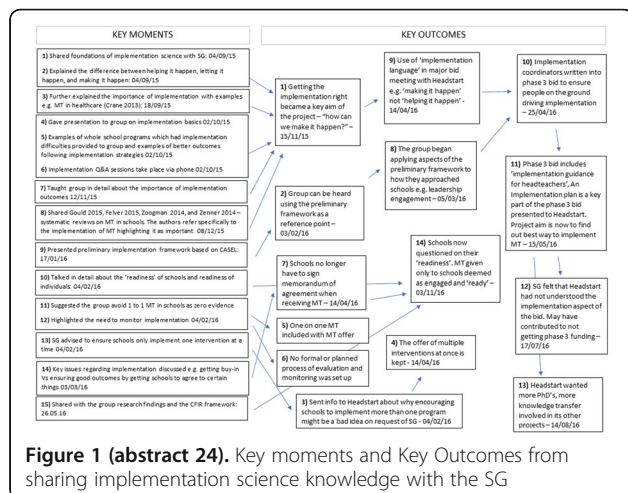 KEY MOMENTS
KEY OUTCOMES
1) Shared foundations of implementation science with SG: 04/09/15
2) Explained the difference between helping it happen, letting it
happen, and making it happen: 04/09/15
3) Further explained the importance of implementation with examples
e.g. MT in healthcare (Crane 2013): 18/09/15
4) Gave presentation to group on implementation basics 02/10/15
5) Examples of whole school programs which had implementation
difficulties provided to group and examples of better outcomes
following implementation strategies 02/10/15
6) Implementation Q&A sessions take place via phone 02/10/15
7) Taught group in detail about the importance of implementation
outcomes 12/11/15
8) Shared Gould 2015, Felver 2015, Zoogman 2014, and Zenner 2014 –
systematic reviews on MT in schools. The authors refer specifically to
the implementation of MT highlighting it as important: 08/12/15
9) Presented preliminary implementation framework based on CASEL:
17/01/16
10) Talked in detail about the 'readiness' of schools and readiness of
individuals: 04/02/16
11) Suggested the group avoid 1 to 1 MT in schools as zero evidence
12) Highlighted the need to monitor implementation 04/02/16
13) SG advised to ensure schools only implement one intervention at a
time 04/02/16
14) Key issues regarding implementation discussed e.g. getting buy-in
Vs ensuring good outcomes by getting schools to agree to certain
things 03/03/16
15) Shared with the group research findings and the CFIR framework:
26.05.16
1) Getting the
implementation right
became a key aim of
the project – "how can
we make it happen?" –
15/11/15
2) Group can be heard
using the preliminary
framework as a
reference point –
03/02/16
7) Schools no longer
have to sign
memorandum of
agreement when
receiving MT – 14/04/16
5) One on one MT
included with MT offer
6) No formal or planned
process of evaluation and
monitoring was set up
3) Sent info to Headstart about why encouraging
schools to implement more than one program
might be a bad idea on request of SG - 04/02/16
9) Use of 'implementation
language' in major bid
meeting with Headstart
e.g. 'making it happen'
not 'helping it happen' -
14/04/16
8) The group began
applying aspects of the
preliminary framework to
how they approached
schools e.g. leadership
engagement – 05/03/16
14) Schools now
questioned on their
'readiness'. MT given
only to schools deemed
as engaged and 'ready' –
03/11/16
4) The offer of multiple
interventions at once is
kept - 14/04/16
10) Implementation
coordinators written into
phase 3 bid to ensure
people on the ground
driving implementation –
25/04/16
11) Phase 3 bid includes
'implementation guidance
for headteachers', An
Implementation plan is a key
part of the phase 3 bid
presented to Headstart.
Project aim is now to find
out best way to implement
MT – 15/05/16
12) SG felt that Headstart
had not understood the
implementation aspect of
the bid. May have
contributed to not
getting phase 3 funding –
17/07/16
13) Headstart wanted
more PhD's, more
knowledge transfer
involved in its other
projects – 14/08/16
Figure 1 (abstract 24). Key moments and Key Outcomes from
sharing implementation science knowledge with the SG